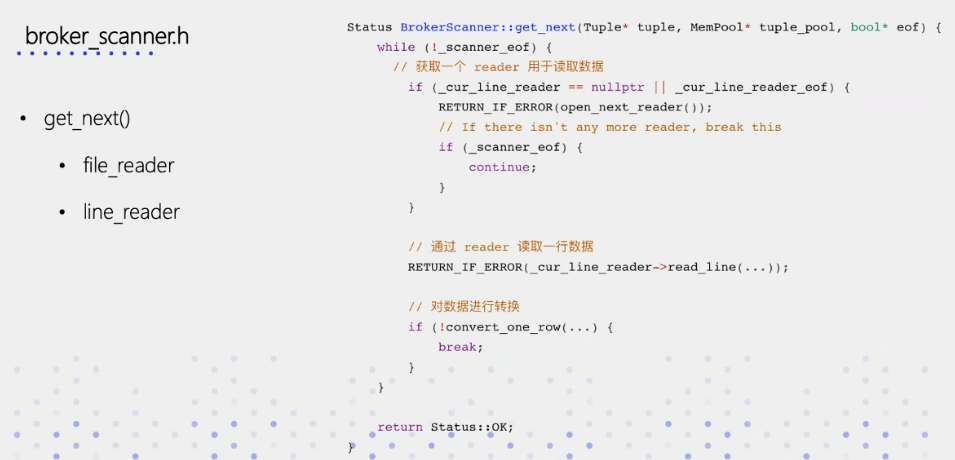 broker_scanner.h
• get_next()
• file_reader
• line_reader
Status BrokerScanner::get_next(Tuple* tuple, MemPool* tuple_pool, bool* eof) {
while (!_scanner_eof) {
// 获取一个 reader 用于读取数据
if (_cur_line_reader == nullptr || _cur_line_reader_eof) {
RETURN_IF_ERROR(open_next_reader());
// If there isn't any more reader, break this
if (_scanner_eof) {
continue;
}
}
// 通过 reader 读取一行数据
RETURN_IF_ERROR(_cur_line_reader->read_line(...));
// 对数据进行转换
if (!convert_one_row(...) {
break;
}
}
return Status::OK;
}